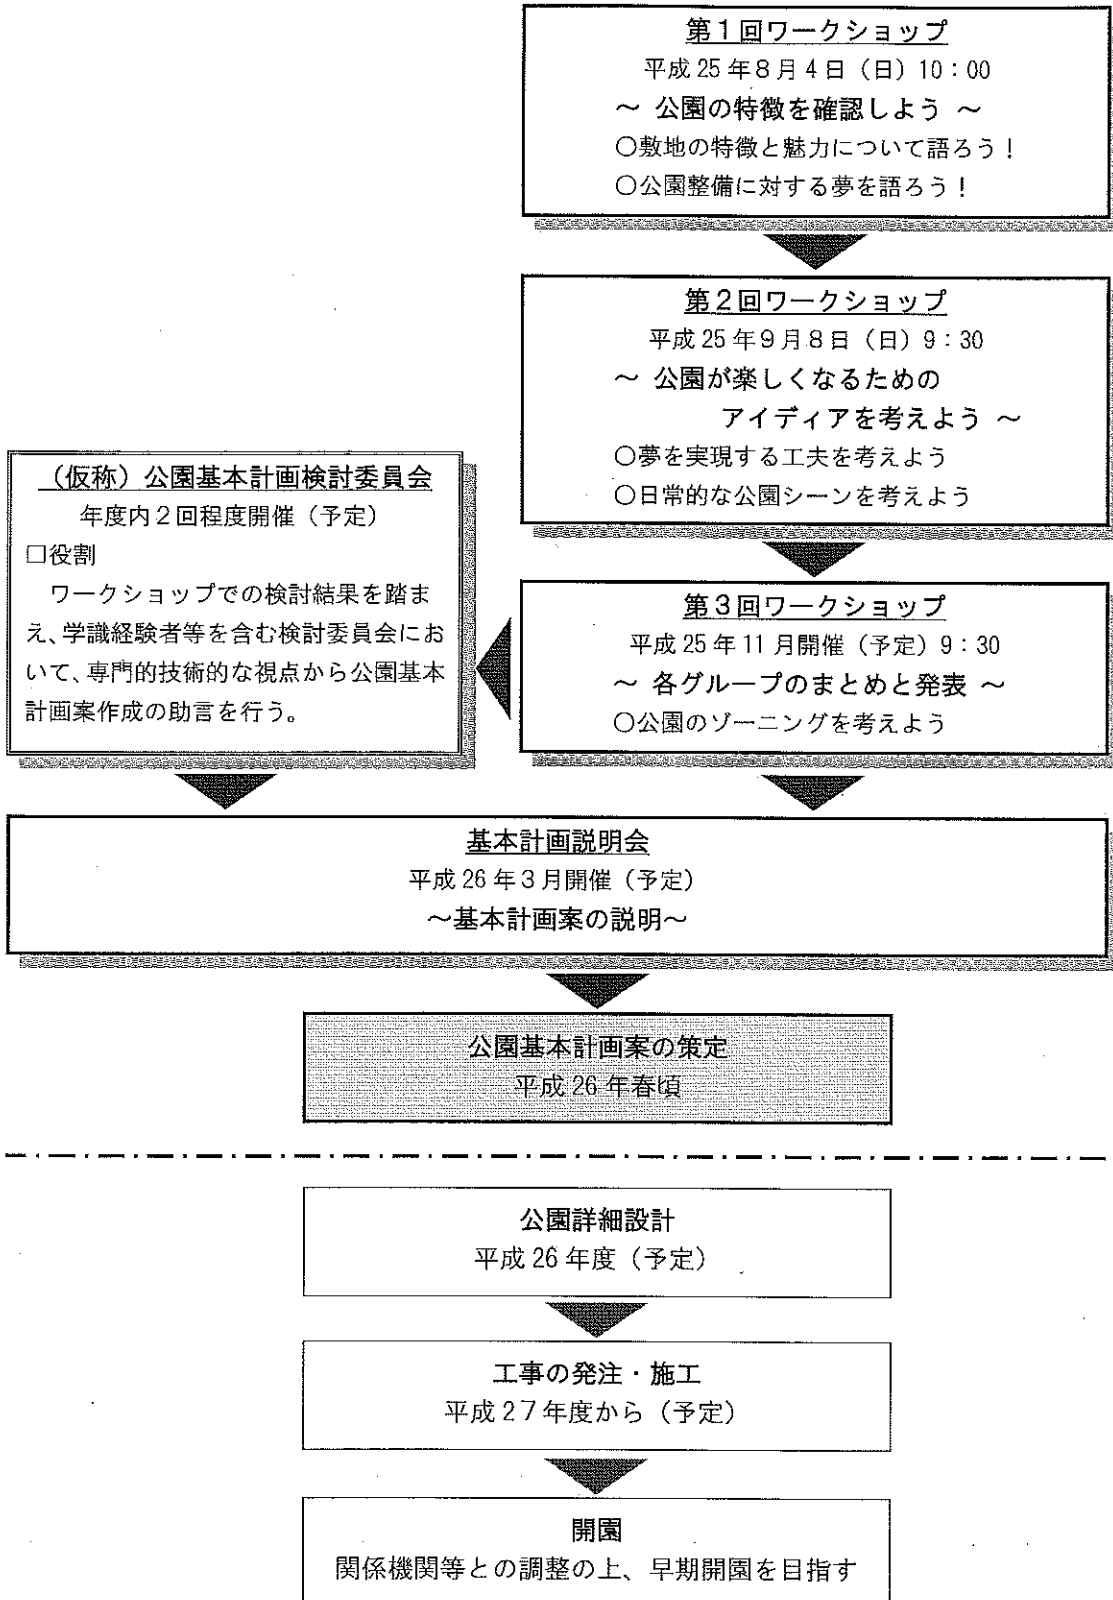 第1回ワークショップ
平成25年8月4日(日)10:00
~ 公園の特徴を確認しよう ~
○敷地の特徴と魅力について語ろう!
○公園整備に対する夢を語ろう!
第2回ワークショップ
平成25年9月8日(日)9:30
~ 公園が楽しくなるための
アイディアを考えよう ~
○夢を実現する工夫を考えよう
○日常的な公園シーンを考えよう
(仮称)公園基本計画検討委員会
年度内2回程度開催(予定)
□役割
ワークショップでの検討結果を踏ま
え、学識経験者等を含む検討委員会にお
いて、専門的技術的な視点から公園基本
計画案作成の助言を行う。
第3回ワークショップ
平成25年11月開催(予定)9:30
~ 各グループのまとめと発表 ~
○公園のゾーニングを考えよう
基本計画説明会
平成26年3月開催(予定)
~基本計画案の説明~
公園基本計画案の策定
平成26年春頃
公園詳細設計
平成26年度(予定)
工事の発注・施工
平成27年度から(予定)
開園
関係機関等との調整の上、早期開園を目指す